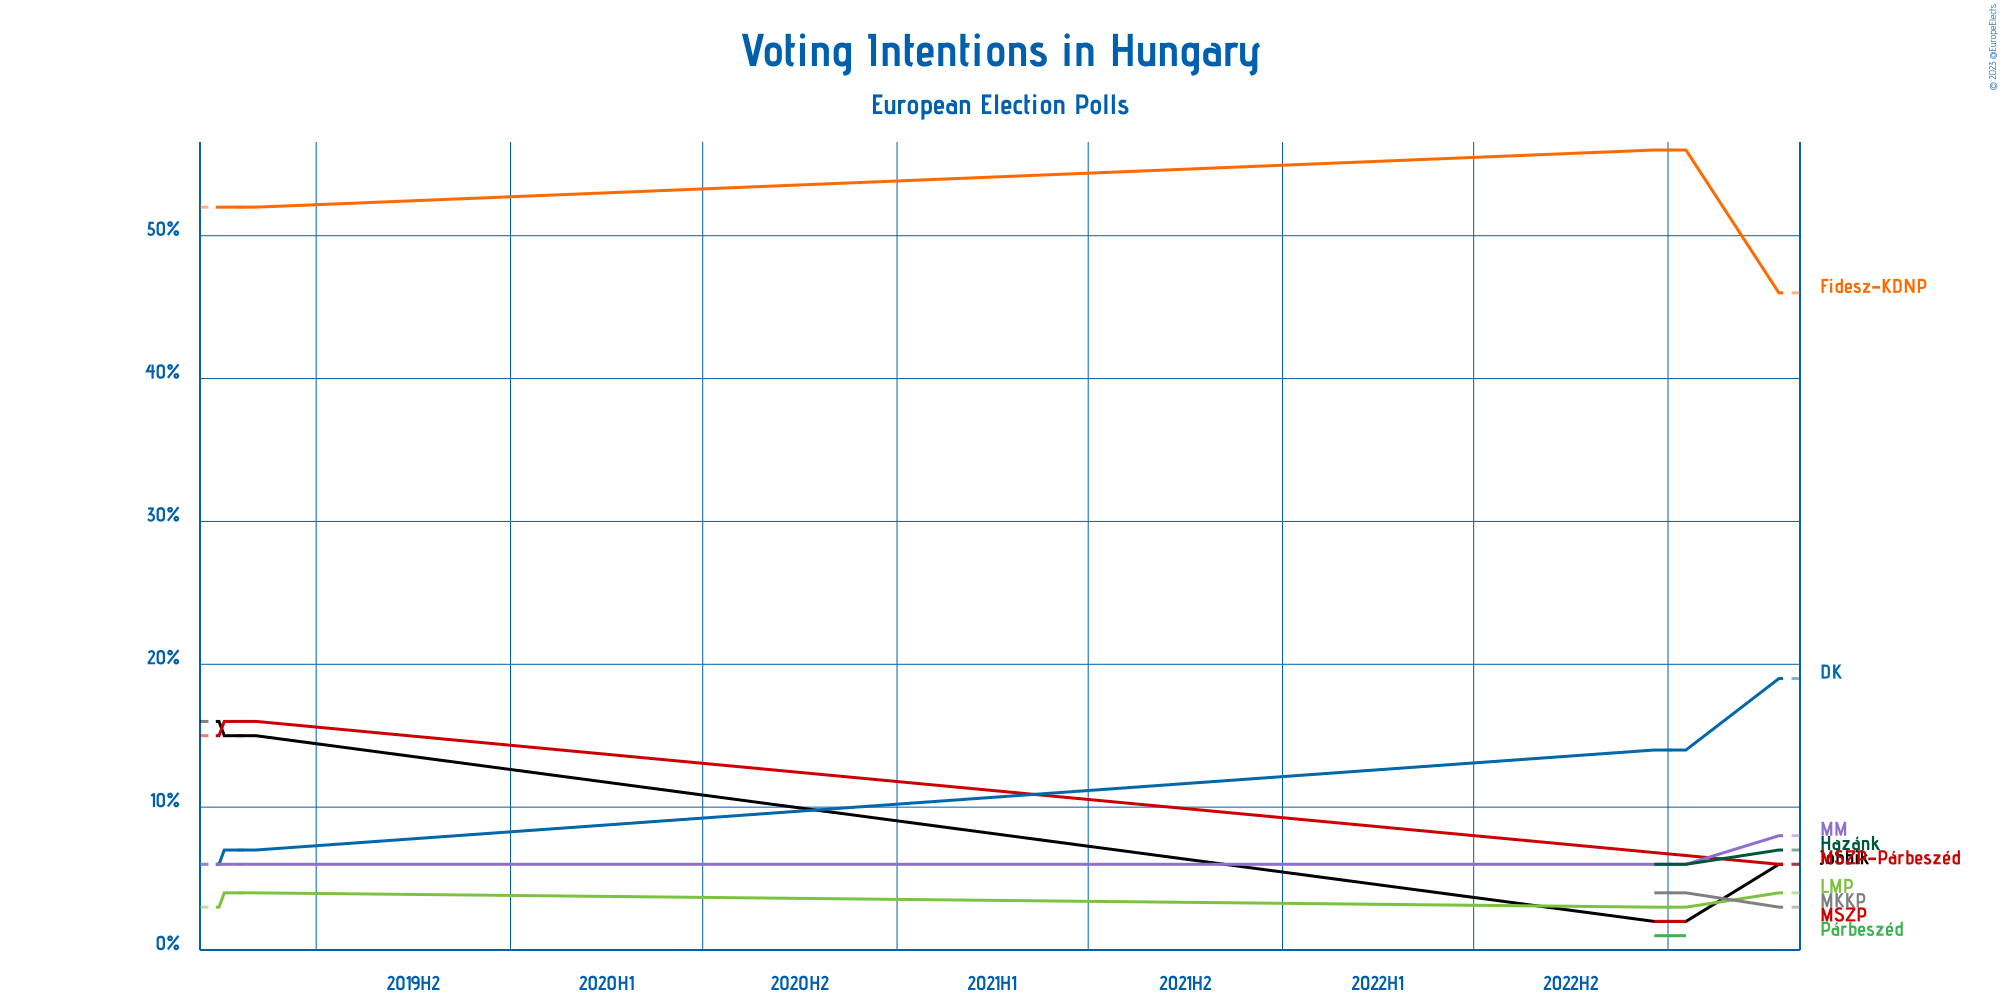 Voting Intentions in Hungary
European Election Polls
© 2023 @EuropeElects
50%
40%
30%
20%
10%
0%
Fidesz-KDNP
DK
MM
Hazánk
Jobbik
MSZP-Párbeszéd
LMP
MKKP
MSZP
Párbeszéd
2019H2
2020H1
2020H2
2021H1
2021H2
2022H1
2022H2